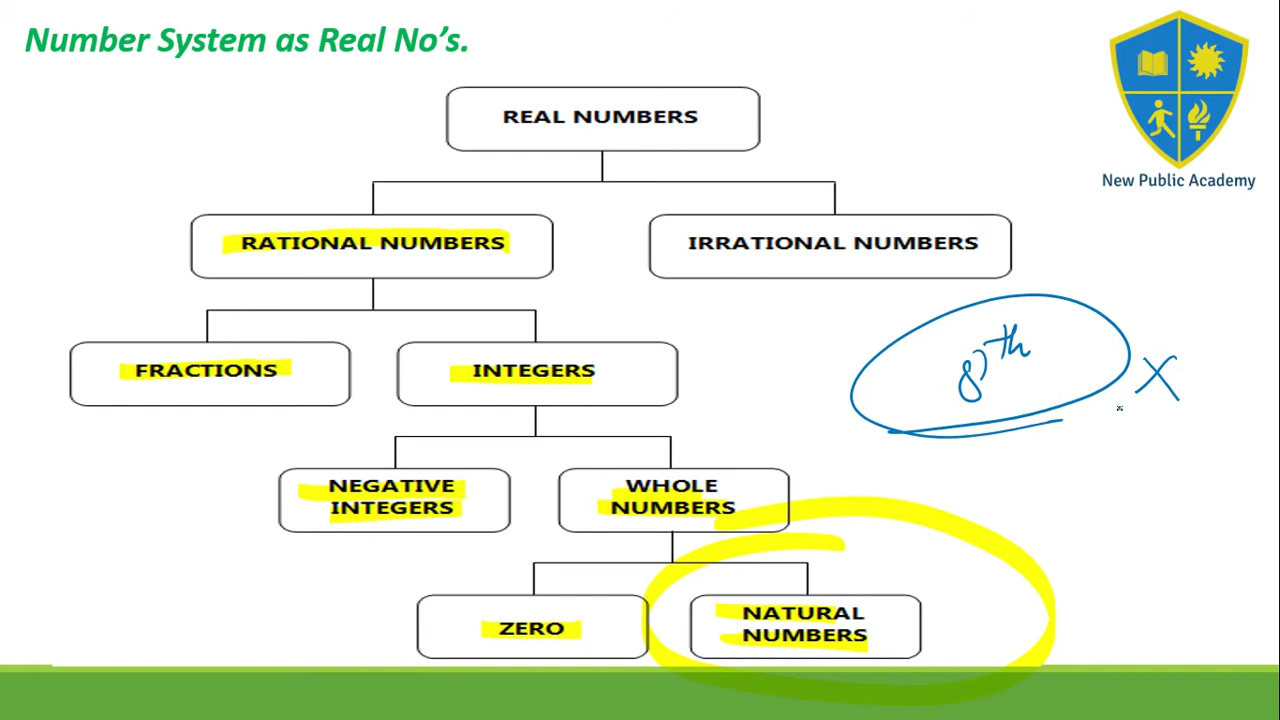 Number System as Real No's.
New Public Academy
REAL NUMBERS
RATIONAL NUMBERS
IRRATIONAL NUMBERS
FRACTIONS
INTEGERS
8th
X
NEGATIVE
INTEGERS
WHOLE
NUMBERS
ZERO
NATURAL
NUMBERS